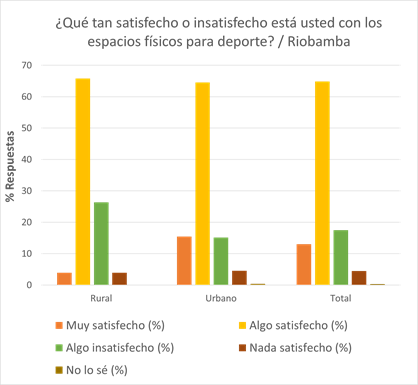 ¿Qué tan satisfecho o insatisfecho está usted con los
espacios físicos para deporte? / Riobamba
% Respuestas
70
60
50
40
30
20
10
0
Rural Urbano Total
Muy satisfecho (%) Algo satisfecho (%)
Algo insatisfecho (%) Nada satisfecho (%)
No lo sé (%)